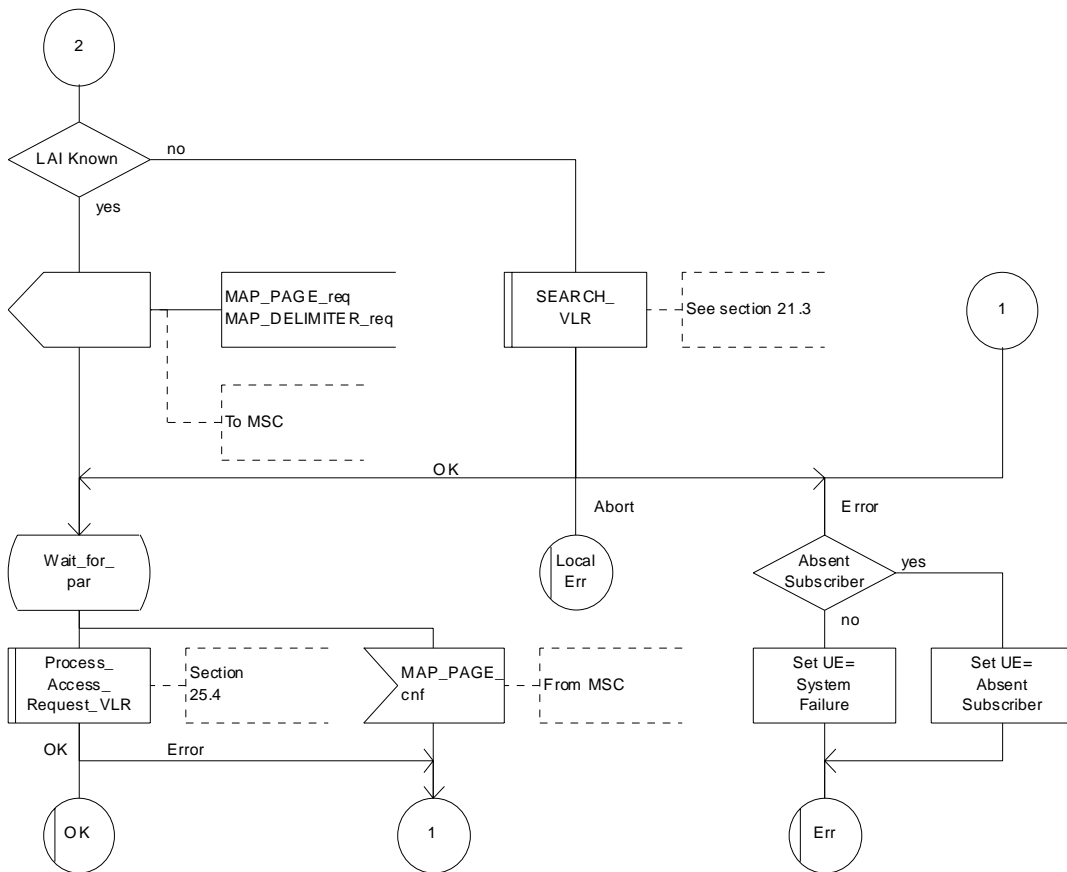 2
LAI Known
no
yes
MAP_PAGE_req
MAP_DELIMITER_req
SEARCH_
VLR
See section 21.3
1
To MSC
OK
Abort
Error
Wait_for_
par
Local
Err
Absent
Subscriber
yes
no
Process_
Access_
Request_VLR
Section
25.4
MAP_PAGE_
cnf
From MSC
Set UE=
System
Failure
Set UE=
Absent
Subscriber
OK
Error
OK
1
Err